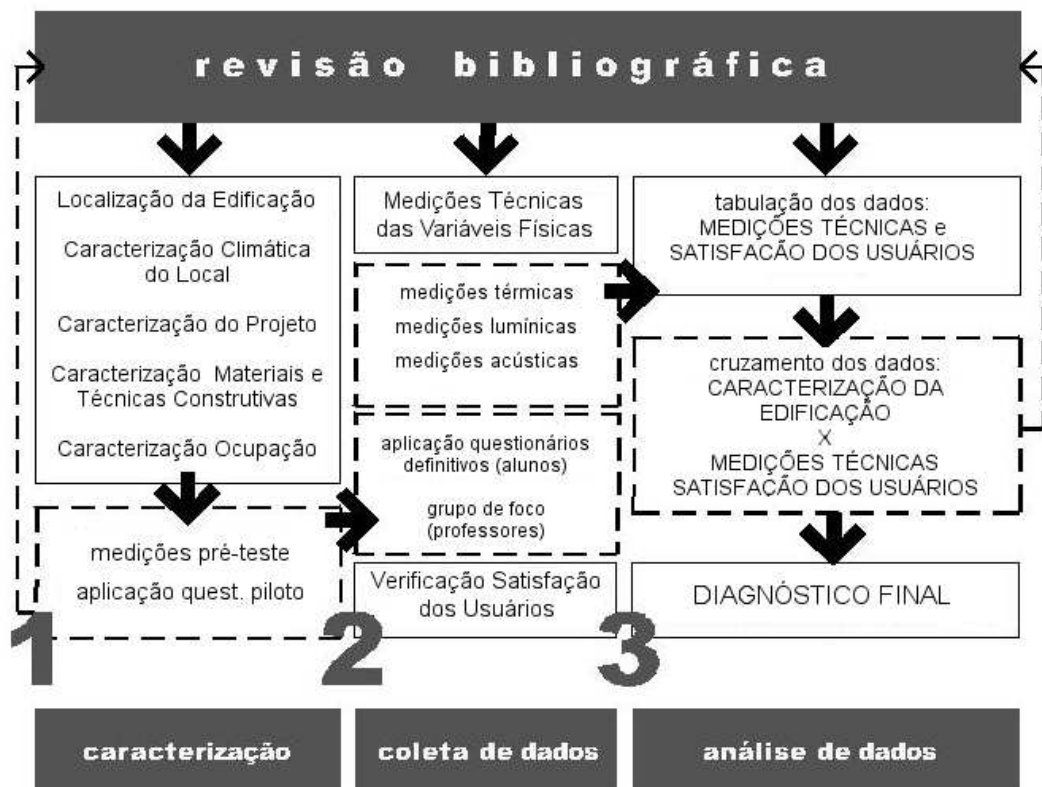 revisão bibliográfica
Localização da Edificação
Caracterização Climática
do Local
Caracterização do Projeto
Caracterização Materiais e
Técnicas Construtivas
Caracterização Ocupação
medições pré-teste
aplicação quest. piloto
1
caracterização
Medições Técnicas
das Variáveis Físicas
medições térmicas
medições lumínicas
medições acústicas
aplicação questionários
definitivos (alunos)
grupo de foco
(professores)
Verificação Satisfação
dos Usuários
2
coleta de dados
tabulação dos dados:
MEDIÇÕES TÉCNICAS e
SATISFAÇÃO DOS USUÁRIOS
cruzamento dos dados:
CARACTERIZAÇÃO DA
EDIFICAÇÃO
X
MEDIÇÕES TÉCNICAS
SATISFAÇÃO DOS USUÁRIOS
DIAGNÓSTICO FINAL
3
análise de dados